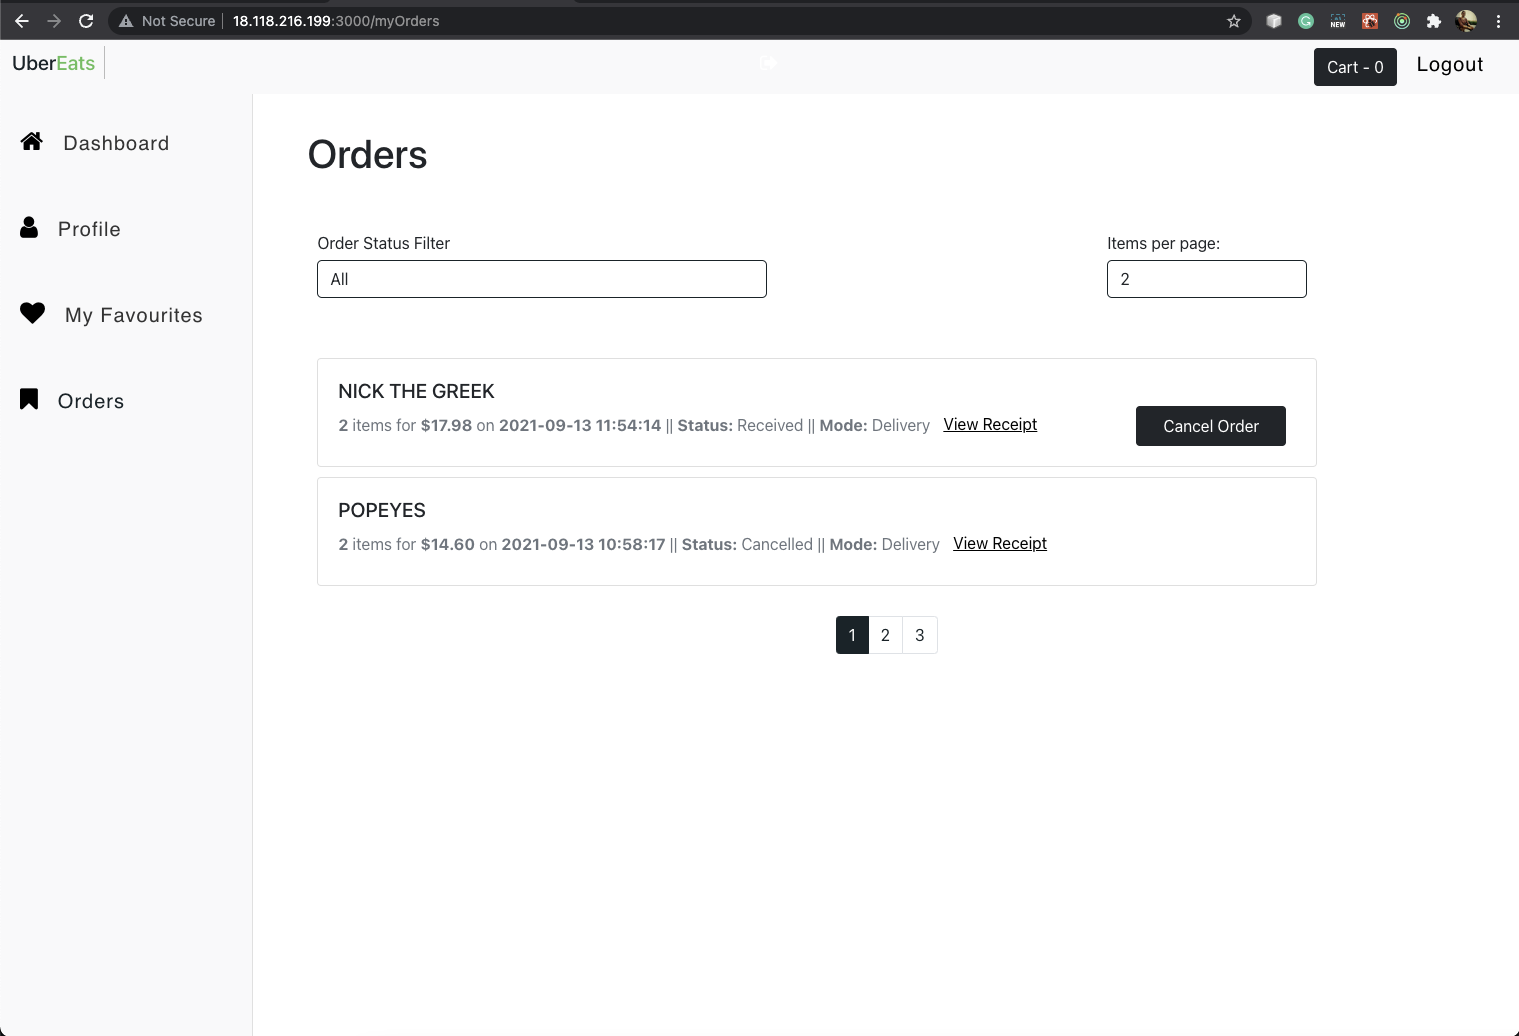 Not Secure 18.118.216.199:3000/myOrders
NEW
UberEats
Cart - 0 Logout
Dashboard
Profile
My Favourites
Orders
Orders
Order Status Filter
All
Items per page:
2
NICK THE GREEK
2 items for $17.98 on 2021-09-13 11:54:14 || Status: Received || Mode: Delivery View Receipt
Cancel Order
POPEYES
2 items for $14.60 on 2021-09-13 10:58:17 || Status: Cancelled || Mode: Delivery View Receipt
1 2 3